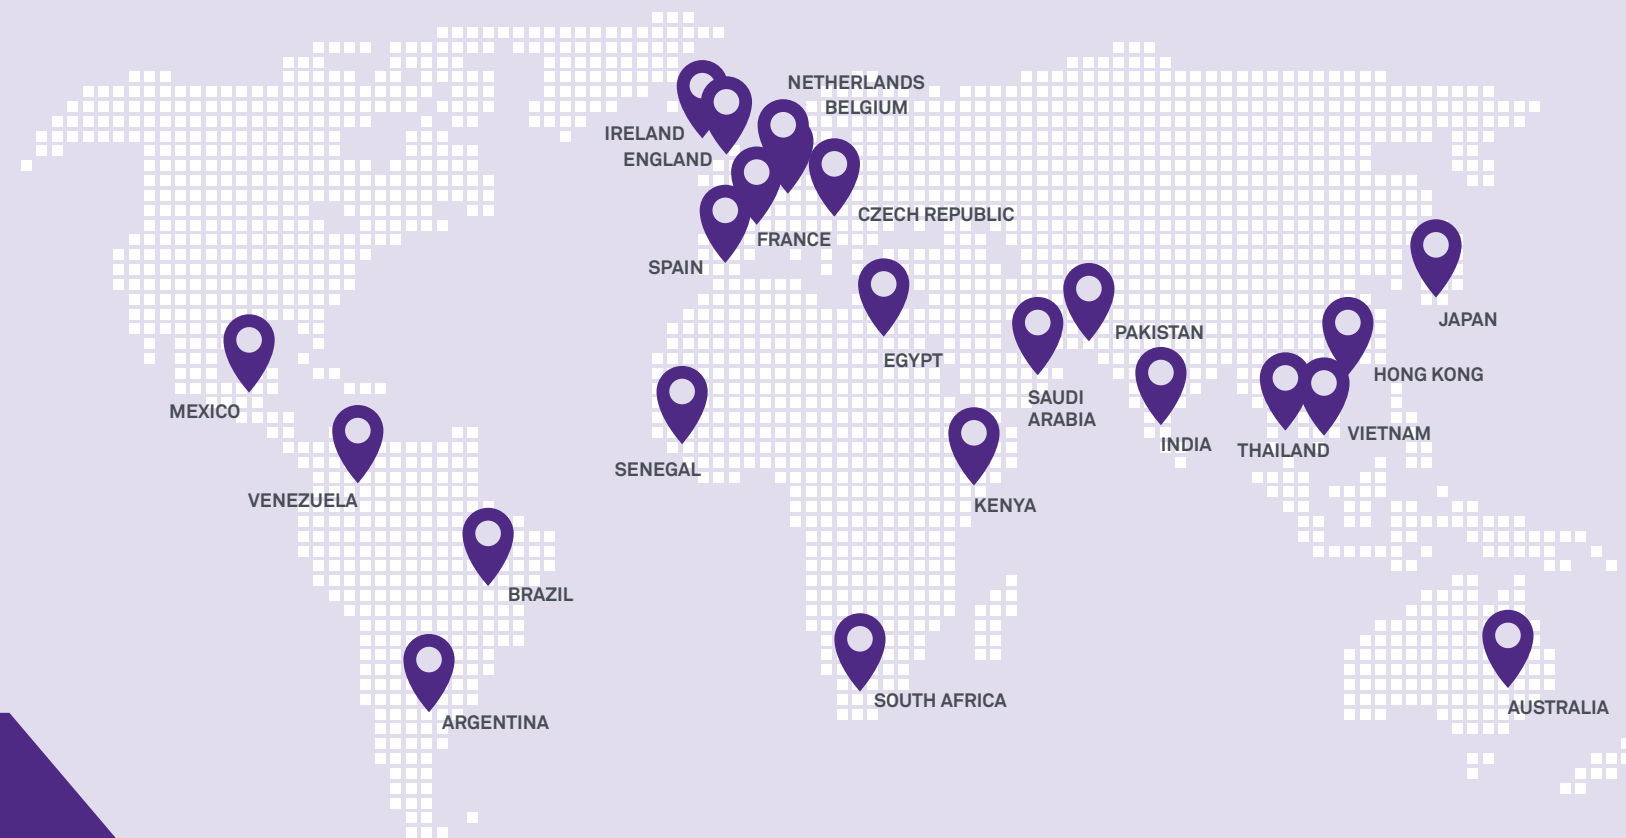 NETHERLANDS
BELGIUM
IRELAND
ENGLAND
CZECH REPUBLIC
FRANCE
SPAIN
JAPAN
PAKISTAN
EGYPT
HONG KONG
SAUDI
ARABIA
MEXICO
VIETNAM
INDIA
THAILAND
SENEGAL
VENEZUELA
KENYA
BRAZIL
SOUTH AFRICA
AUSTRALIA
ARGENTINA